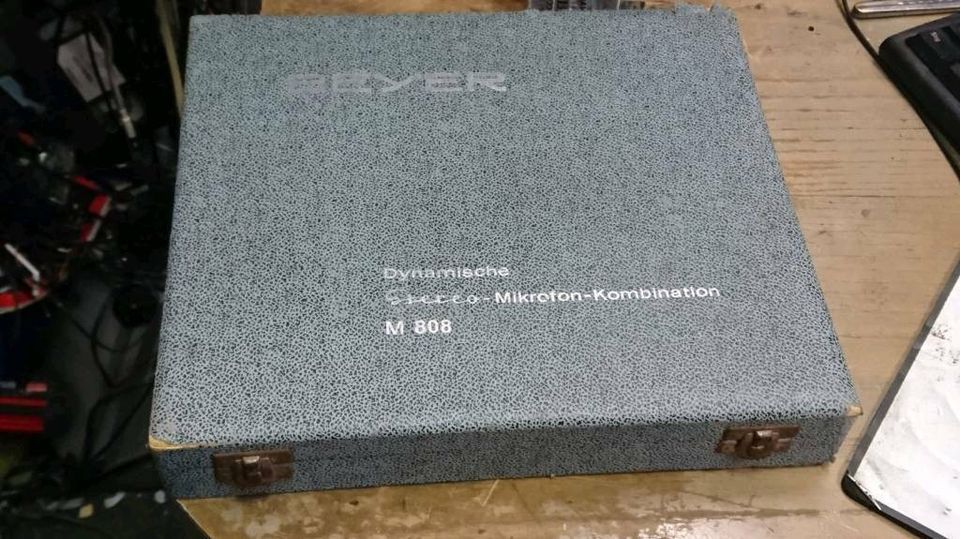 BEYER
Dynamische
stereo-Mikrofon-Kombination
M 808